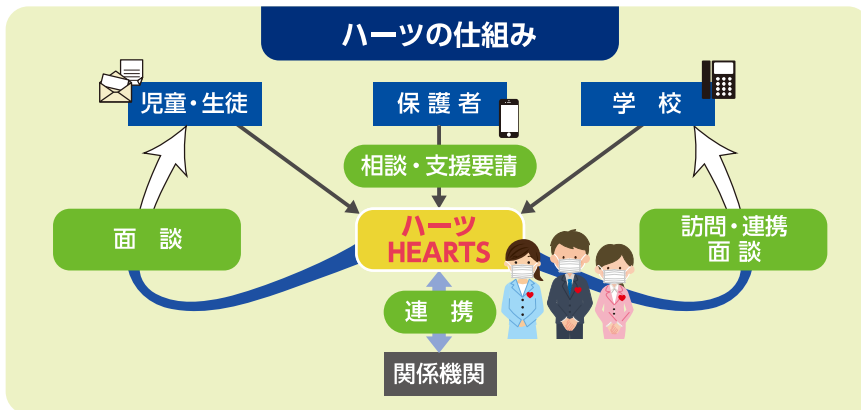 ハーツの仕組み
児童・生徒
保護者
学校
相談・支援要請
面談
ハーツ
HEARTS
訪問・連携
面談
連携
関係機関